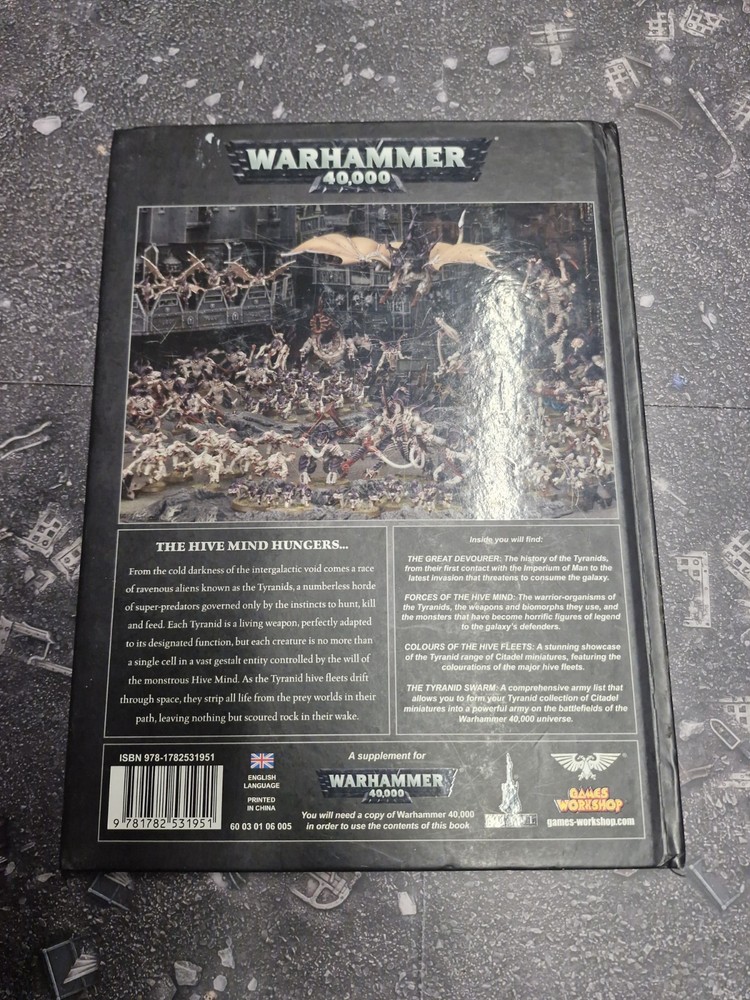 WARHAMMER
40,000
THE HIVE MIND HUNGERS...
From the cold darkness of the intergalactic void comes a race
of ravenous aliens known as the Tyranids, a numberless horde
of super-predators governed only by the instincts to hunt, kill
and feed. Each Tyranid is a living weapon, perfectly adapted
to its designated function, but each creature is no more than
a single cell in a vast gestalt entity controlled by the will of
the monstrous Hive Mind. As the Tyranid hive fleets drift
through space, they strip all life from the prey worlds in their
path, leaving nothing but scoured rock in their wake.
Inside you will find:
THE GREAT DEVOURER: The history of the Tyranids,
from their first contact with the Imperium of Man to the
latest invasion that threatens to consume the galaxy.
FORCES OF THE HIVE MIND: The warrior-organisms of
the Tyranids, the weapons and biomorphs they use, and
the monsters that have become horrific figures of legend
to the galaxy's defenders.
COLOURS OF THE HIVE FLEETS: A stunning showcase
of the Tyranid range of Citadel miniatures, featuring the
colourations of the major hive fleets.
THE TYRANID SWARM: A comprehensive army list that
allows you to form your Tyranid collection of Citadel
miniatures into a powerful army on the battlefields of the
Warhammer 40,000 universe.
ISBN 978-1782531951
9 781782 531951
ENGLISH
LANGUAGE
PRINTED
IN CHINA
60 03 01 06 005
A supplement for
WARHAMMER
40,000
You will need a copy of Warhammer 40,000
in order to use the contents of this book
GAMES
WORKSHOP
games-workshop.com